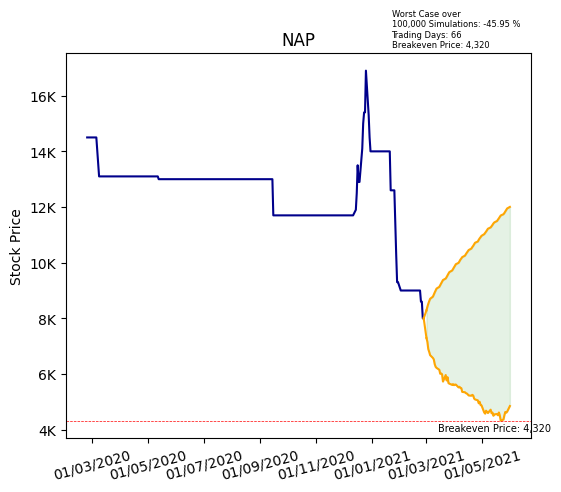 Worst Case over
100,000 Simulations: -45.95 %
Trading Days: 66
Breakeven Price: 4,320
NAP
Stock Price
16K
14K
12K
10K
8K
6K
4K
Breakeven Price: 4,320
01/03/2020
01/05/2020
01/07/2020
01/09/2020
01/11/2020
01/01/2021
01/03/2021
01/05/2021